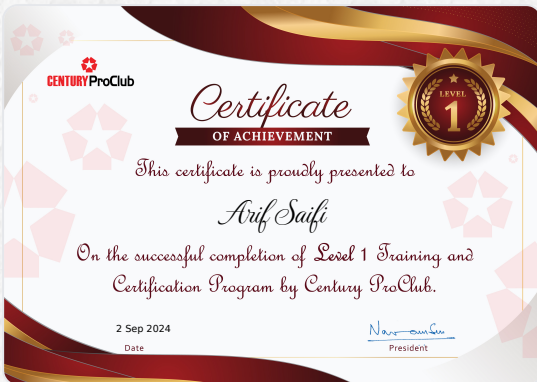 CENTURY ProClub
Certificate
OF ACHIEVEMENT
LEVEL
1
This certificate is proudly presented to
Arif Saifi
On the successful completion of Level 1 Training and
Certification Program by Century ProClub.
2 Sep 2024
Date
President